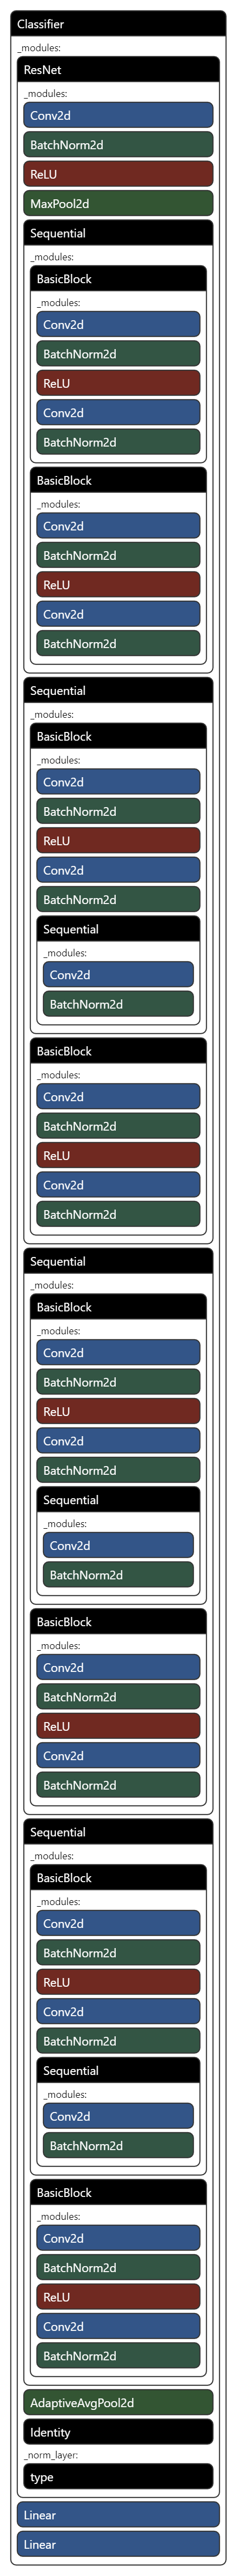 Classifier
_modules:
ResNet
_modules:
Conv2d
BatchNorm2d
ReLU
MaxPool2d
Sequential
_modules:
BasicBlock
_modules:
Conv2d
BatchNorm2d
ReLU
Conv2d
BatchNorm2d
BasicBlock
_modules:
Conv2d
BatchNorm2d
ReLU
Conv2d
BatchNorm2d
Sequential
_modules:
BasicBlock
_modules:
Conv2d
BatchNorm2d
ReLU
Conv2d
BatchNorm2d
Sequential
_modules:
Conv2d
BatchNorm2d
BasicBlock
_modules:
Conv2d
BatchNorm2d
ReLU
Conv2d
BatchNorm2d
Sequential
_modules:
BasicBlock
_modules:
Conv2d
BatchNorm2d
ReLU
Conv2d
BatchNorm2d
Sequential
_modules:
Conv2d
BatchNorm2d
BasicBlock
_modules:
Conv2d
BatchNorm2d
ReLU
Conv2d
BatchNorm2d
Sequential
_modules:
BasicBlock
_modules:
Conv2d
BatchNorm2d
ReLU
Conv2d
BatchNorm2d
Sequential
_modules:
Conv2d
BatchNorm2d
BasicBlock
_modules:
Conv2d
BatchNorm2d
ReLU
Conv2d
BatchNorm2d
AdaptiveAvgPool2d
Identity
_norm_layer:
type
Linear
Linear